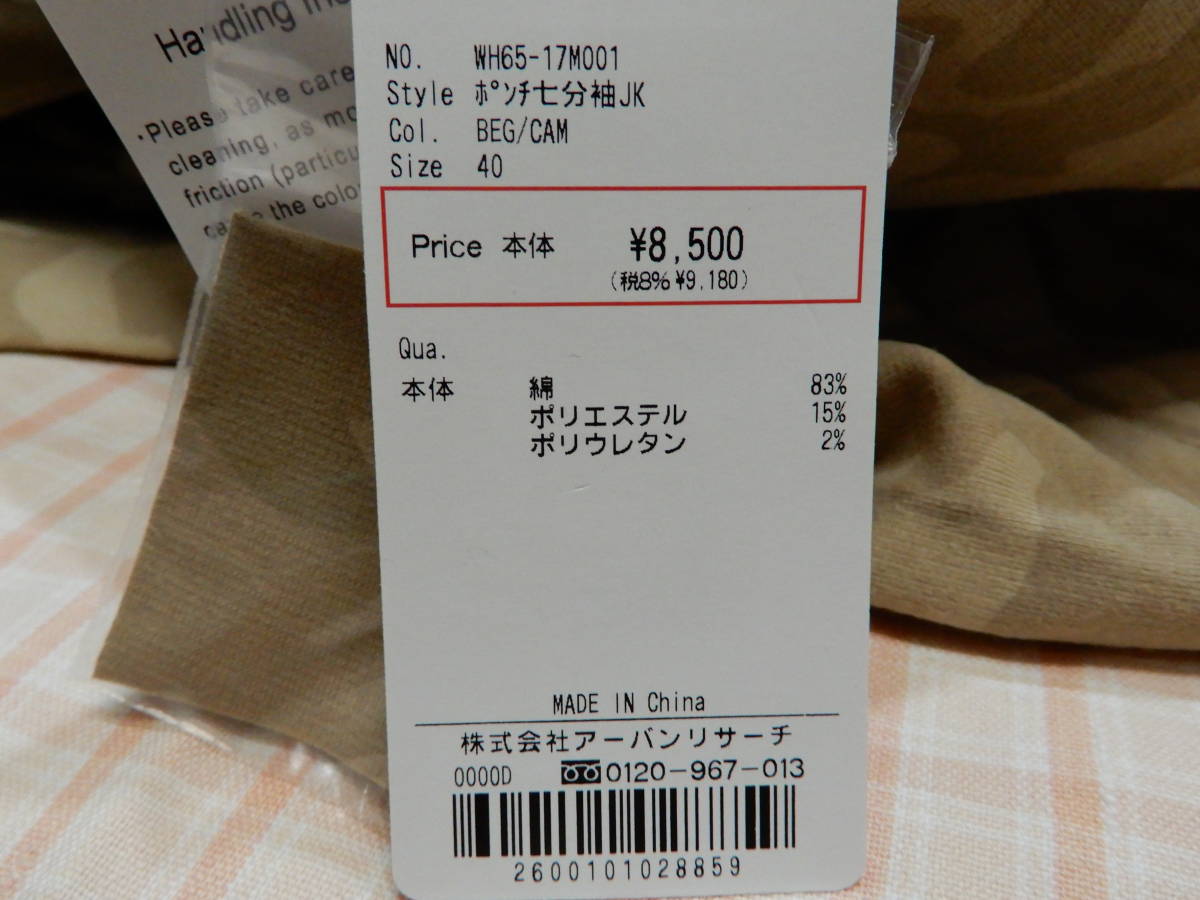 Handling
·Please take care
cleaning, as
friction
the
NO. WH65-17M001
Style ﾎﾟﾝﾁ七分袖JK
Col. BEG/CAM
Size 40
Price 本体 ¥8,500
(税8% ¥9,180)
Qua.
本体 綿 83%
ポリエステル 15%
ポリウレタン 2%
MADE IN China
株式会社アーバンリサーチ
0000D 0120-967-013
2600101028859